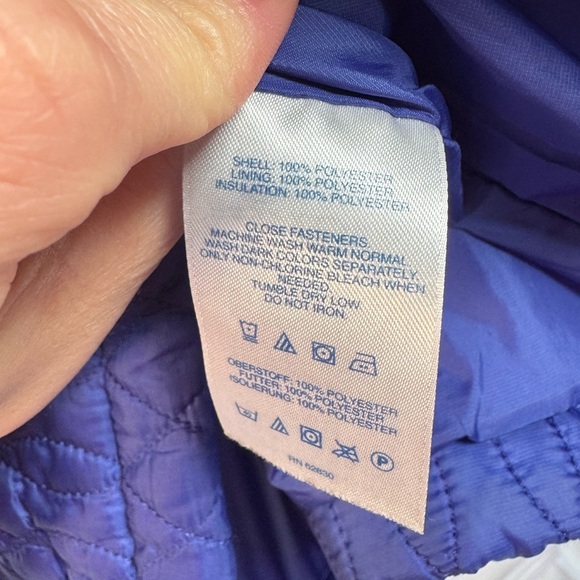 SHELL: 100% POLYESTER
LINING: 100% POLYESTER
INSULATION: 100% POLYESTER
CLOSE FASTENERS.
MACHINE WASH WARM NORMAL.
WASH DARK COLORS SEPARATELY.
ONLY NON-CHLORINE BLEACH WHEN
NEEDED.
TUMBLE DRY LOW
DO NOT IRON.
OBERSTOFF: 100% POLYESTER
FUTTER: 100% POLYESTER
ISOLIERUNG: 100% POLYESTER
P
RN 62830